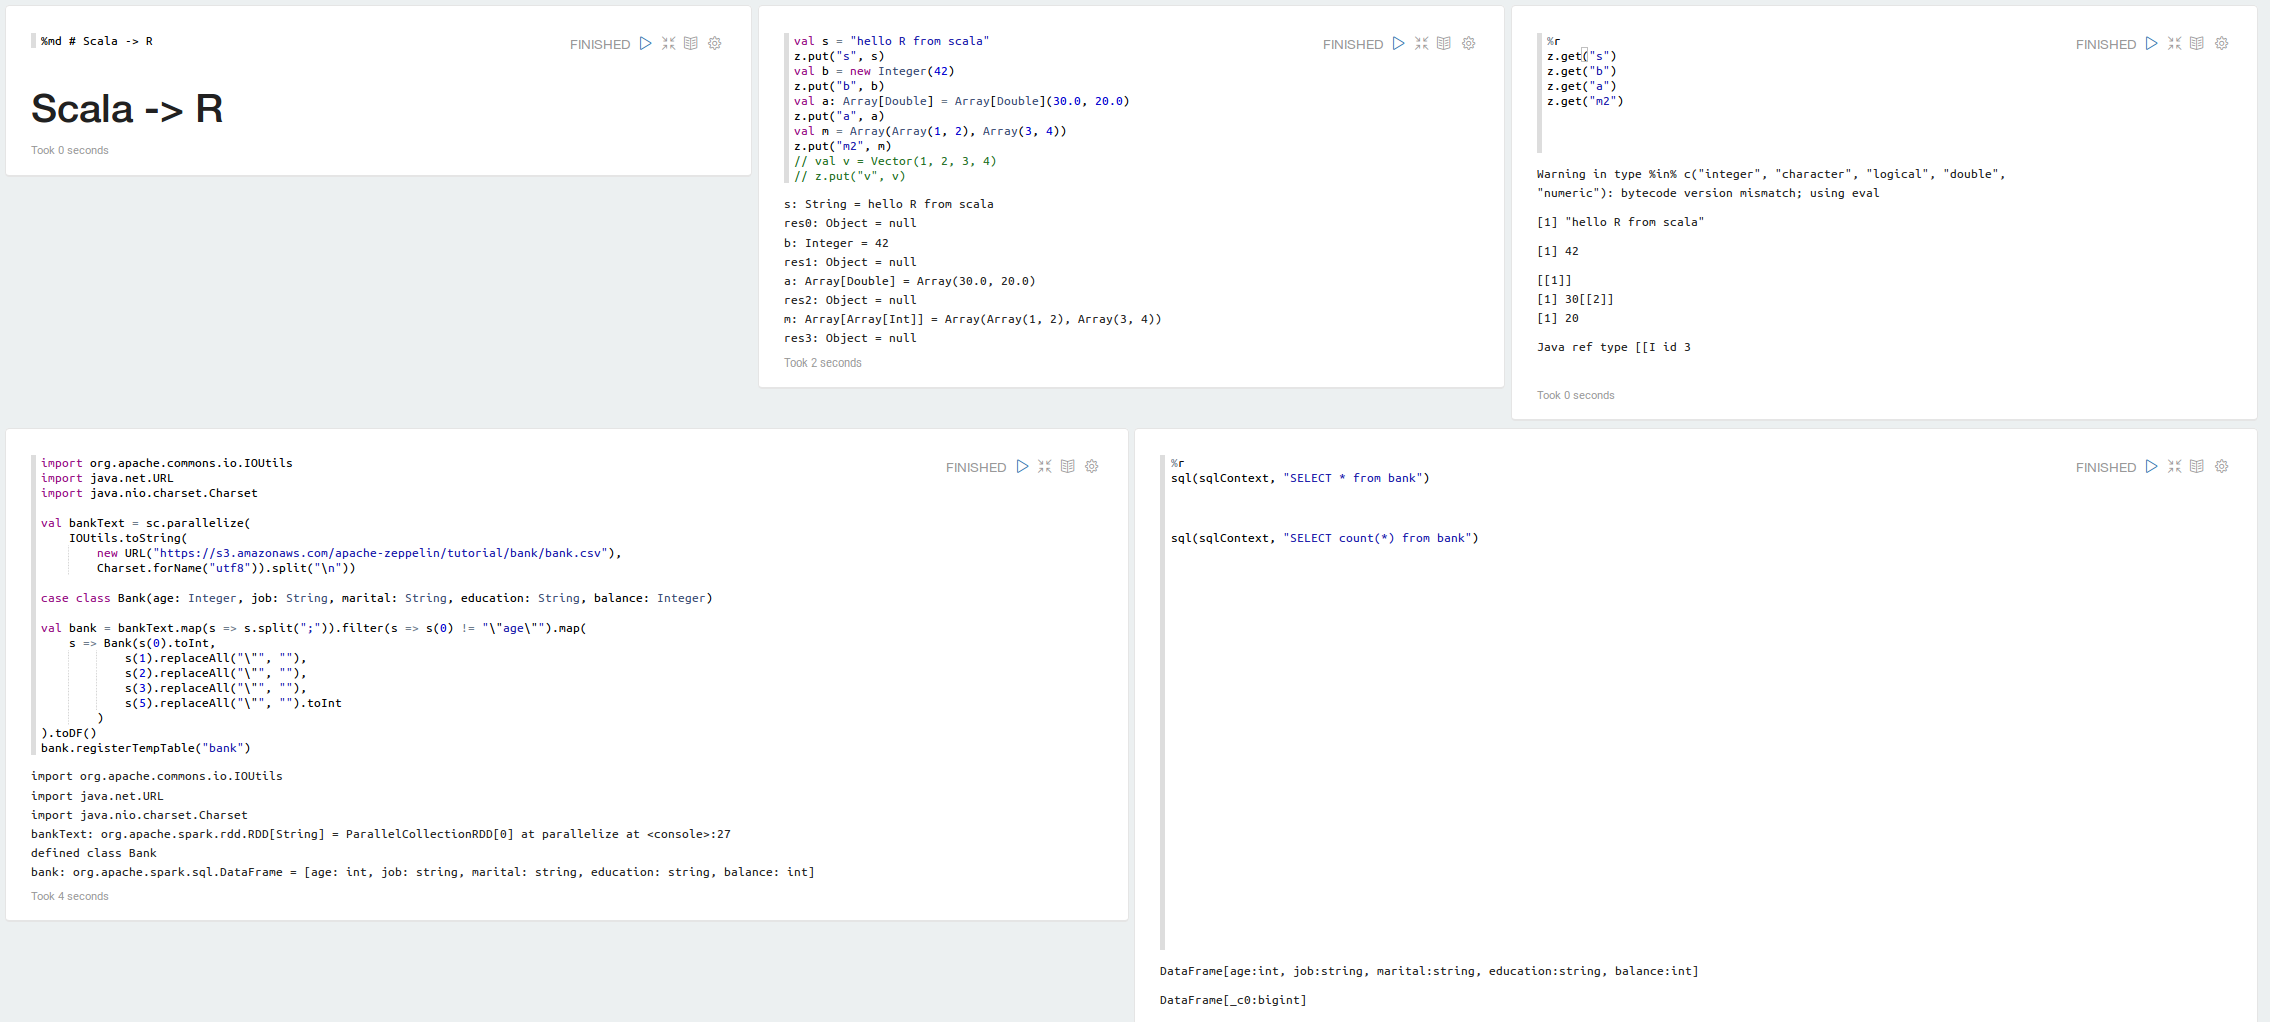 %md # Scala -> R
FINISHED
Scala -> R
Took 0 seconds
val s = "hello R from scala"
z.put("s", s)
val b = new Integer(42)
z.put("b", b)
val a: Array[Double] = Array[Double](30.0, 20.0)
z.put("a", a)
val m = Array(Array(1, 2), Array(3, 4))
z.put("m2", m)
// val v = Vector(1, 2, 3, 4)
// z.put("v", v)
FINISHED
s: String = hello R from scala
res0: Object = null
b: Integer = 42
res1: Object = null
a: Array[Double] = Array(30.0, 20.0)
res2: Object = null
m: Array[Array[Int]] = Array(Array(1, 2), Array(3, 4))
res3: Object = null
Took 2 seconds
%r
z.get("s")
z.get("b")
z.get("a")
z.get("m2")
FINISHED
Warning in type %in% c("integer", "character", "logical", "double",
"numeric"): bytecode version mismatch; using eval
[1] "hello R from scala"
[1] 42
[[1]]
[1] 30[[2]]
[1] 20
Java ref type [[I id 3
Took 0 seconds
import org.apache.commons.io.IOUtils
import java.net.URL
import java.nio.charset.Charset
val bankText = sc.parallelize(
IOUtils.toString(
new URL("https://s3.amazonaws.com/apache-zeppelin/tutorial/bank/bank.csv"),
Charset.forName("utf8")).split("\n"))
case class Bank(age: Integer, job: String, marital: String, education: String, balance: Integer)
val bank = bankText.map(s => s.split(";")).filter(s => s(0) != "\"age\"").map(
s => Bank(s(0).toInt,
s(1).replaceAll("\"", ""),
s(2).replaceAll("\"", ""),
s(3).replaceAll("\"", ""),
s(5).replaceAll("\"", "").toInt
)
).toDF()
bank.registerTempTable("bank")
FINISHED
import org.apache.commons.io.IOUtils
import java.net.URL
import java.nio.charset.Charset
bankText: org.apache.spark.rdd.RDD[String] = ParallelCollectionRDD[0] at parallelize at <console>:27
defined class Bank
bank: org.apache.spark.sql.DataFrame = [age: int, job: string, marital: string, education: string, balance: int]
Took 4 seconds
%r
sql(sqlContext, "SELECT * from bank")
sql(sqlContext, "SELECT count(*) from bank")
FINISHED
DataFrame[age:int, job:string, marital:string, education:string, balance:int]
DataFrame[_c0:bigint]